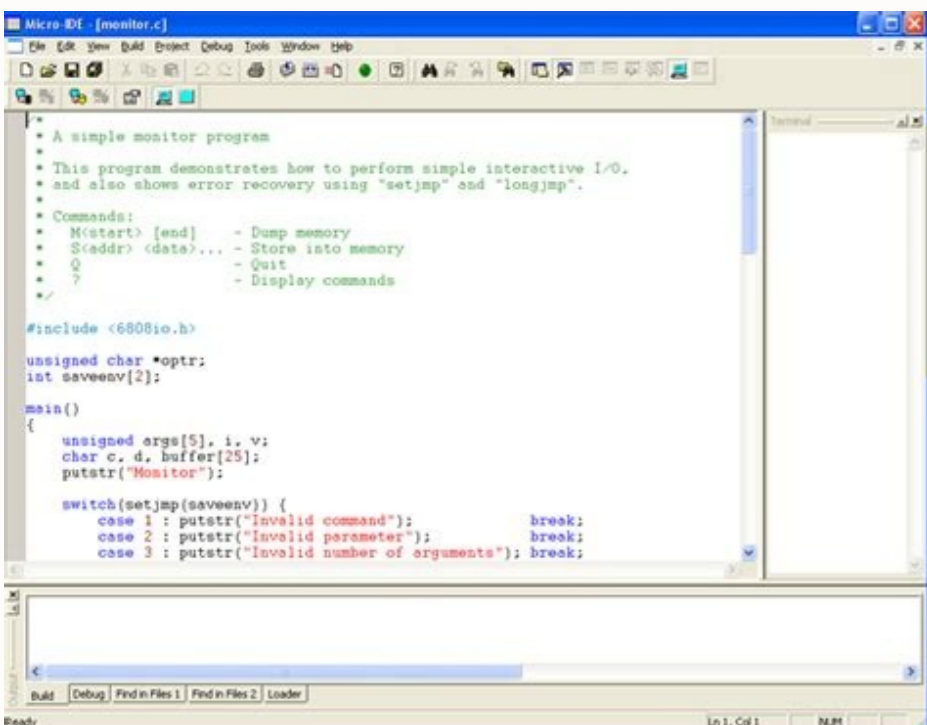 Micro-IDE - [monitor.c]
File Edit View Build Project Debug Tools Window Help
/*
* A simple monitor program
*
* This program demonstrates how to perform simple interactive I/O,
* and also shows error recovery using "setjmp" and "longjmp".
*
* Commands:
* M<start> [end] - Dump memory
* S<addr> <data>... - Store into memory
* Q - Quit
* ? - Display commands
*/
#include <6808io.h>
unsigned char *optr;
int saveenv[2];
main()
{
unsigned args[5], i, v;
char c, d, buffer[25];
putstr("Monitor");
switch(setjmp(saveenv)) {
case 1 : putstr("Invalid command"); break;
case 2 : putstr("Invalid parameter"); break;
case 3 : putstr("Invalid number of arguments"); break;
Terminal
Output
Build Debug Find in Files 1 Find in Files 2 Loader
Ready
Ln 1, Col 1 NUM